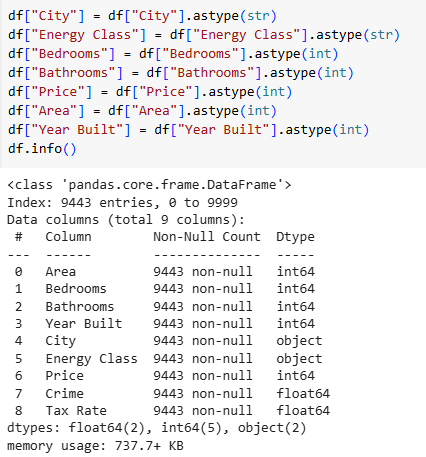 df["City"] = df["City"].astype(str)
df["Energy Class"] = df["Energy Class"].astype(str)
df["Bedrooms"] = df["Bedrooms"].astype(int)
df["Bathrooms"] = df["Bathrooms"].astype(int)
df["Price"] = df["Price"].astype(int)
df["Area"] = df["Area"].astype(int)
df["Year Built"] = df["Year Built"].astype(int)
df.info()
<class 'pandas.core.frame.DataFrame'>
Index: 9443 entries, 0 to 9999
Data columns (total 9 columns):
 #   Column        Non-Null Count  Dtype
---  ------        --------------  -----
 0   Area          9443 non-null   int64
 1   Bedrooms      9443 non-null   int64
 2   Bathrooms     9443 non-null   int64
 3   Year Built    9443 non-null   int64
 4   City          9443 non-null   object
 5   Energy Class  9443 non-null   object
 6   Price         9443 non-null   int64
 7   Crime         9443 non-null   float64
 8   Tax Rate      9443 non-null   float64
dtypes: float64(2), int64(5), object(2)
memory usage: 737.7+ KB